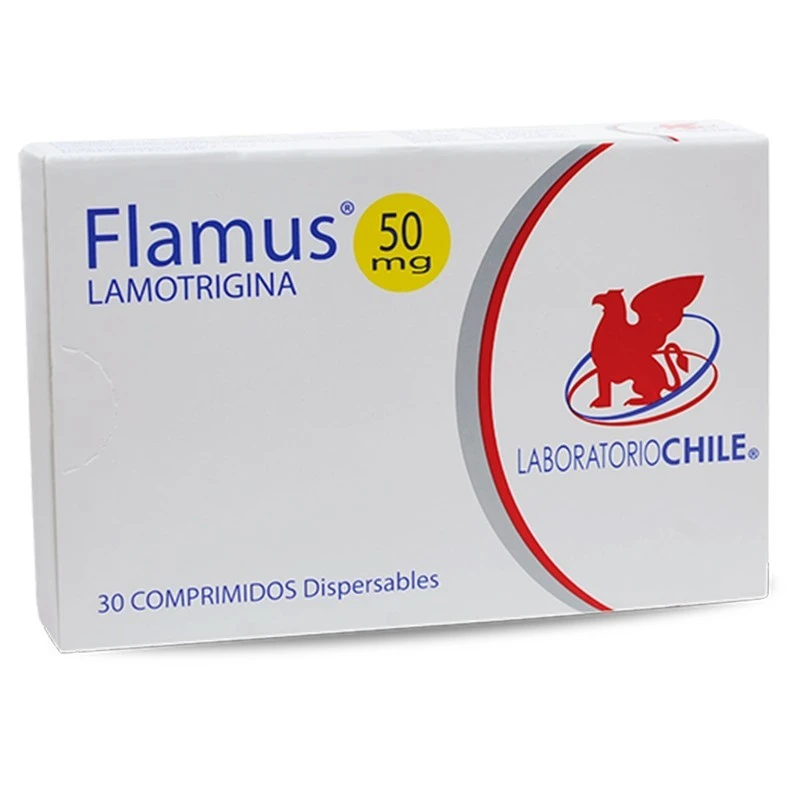 Flamus®
50
mg
LAMOTRIGINA
LABORATORIOCHILE®
30 COMPRIMIDOS Dispersables